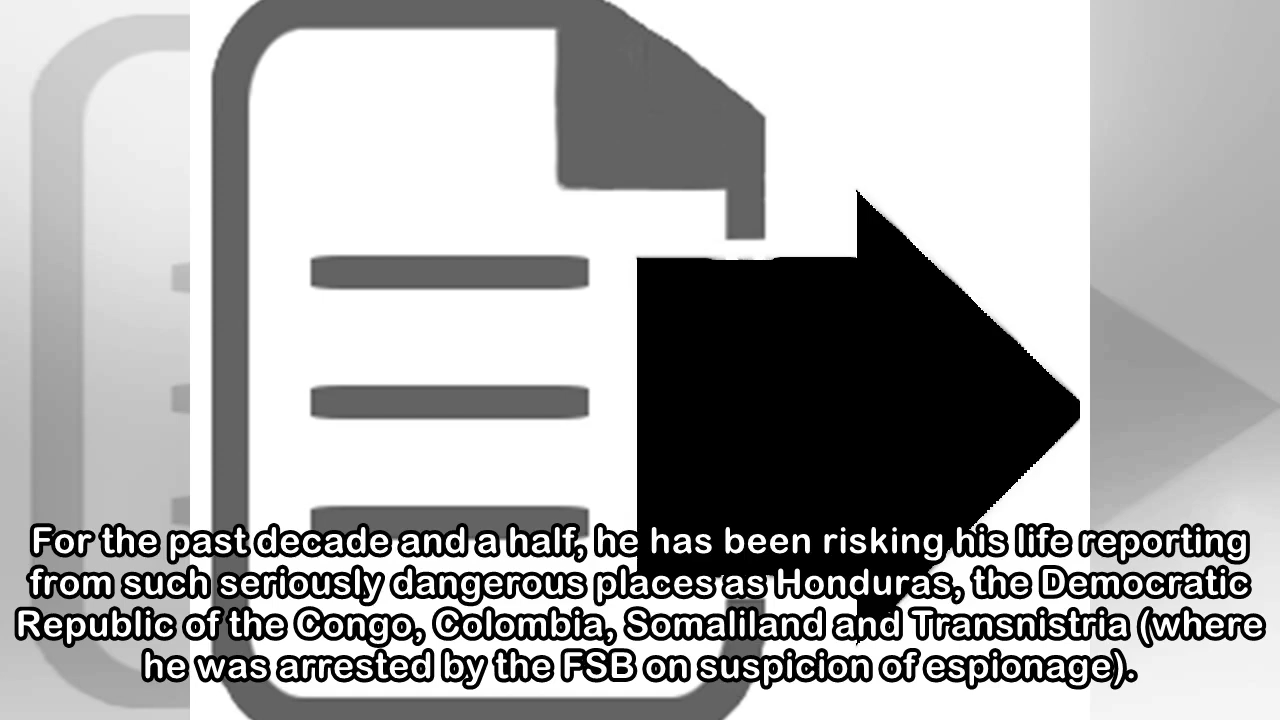 For the past decade and a half, he has been risking his life reporting
from such seriously dangerous places as Honduras, the Democratic
Republic of the Congo, Colombia, Somaliland and Transnistria (where
he was arrested by the FSB on suspicion of espionage).